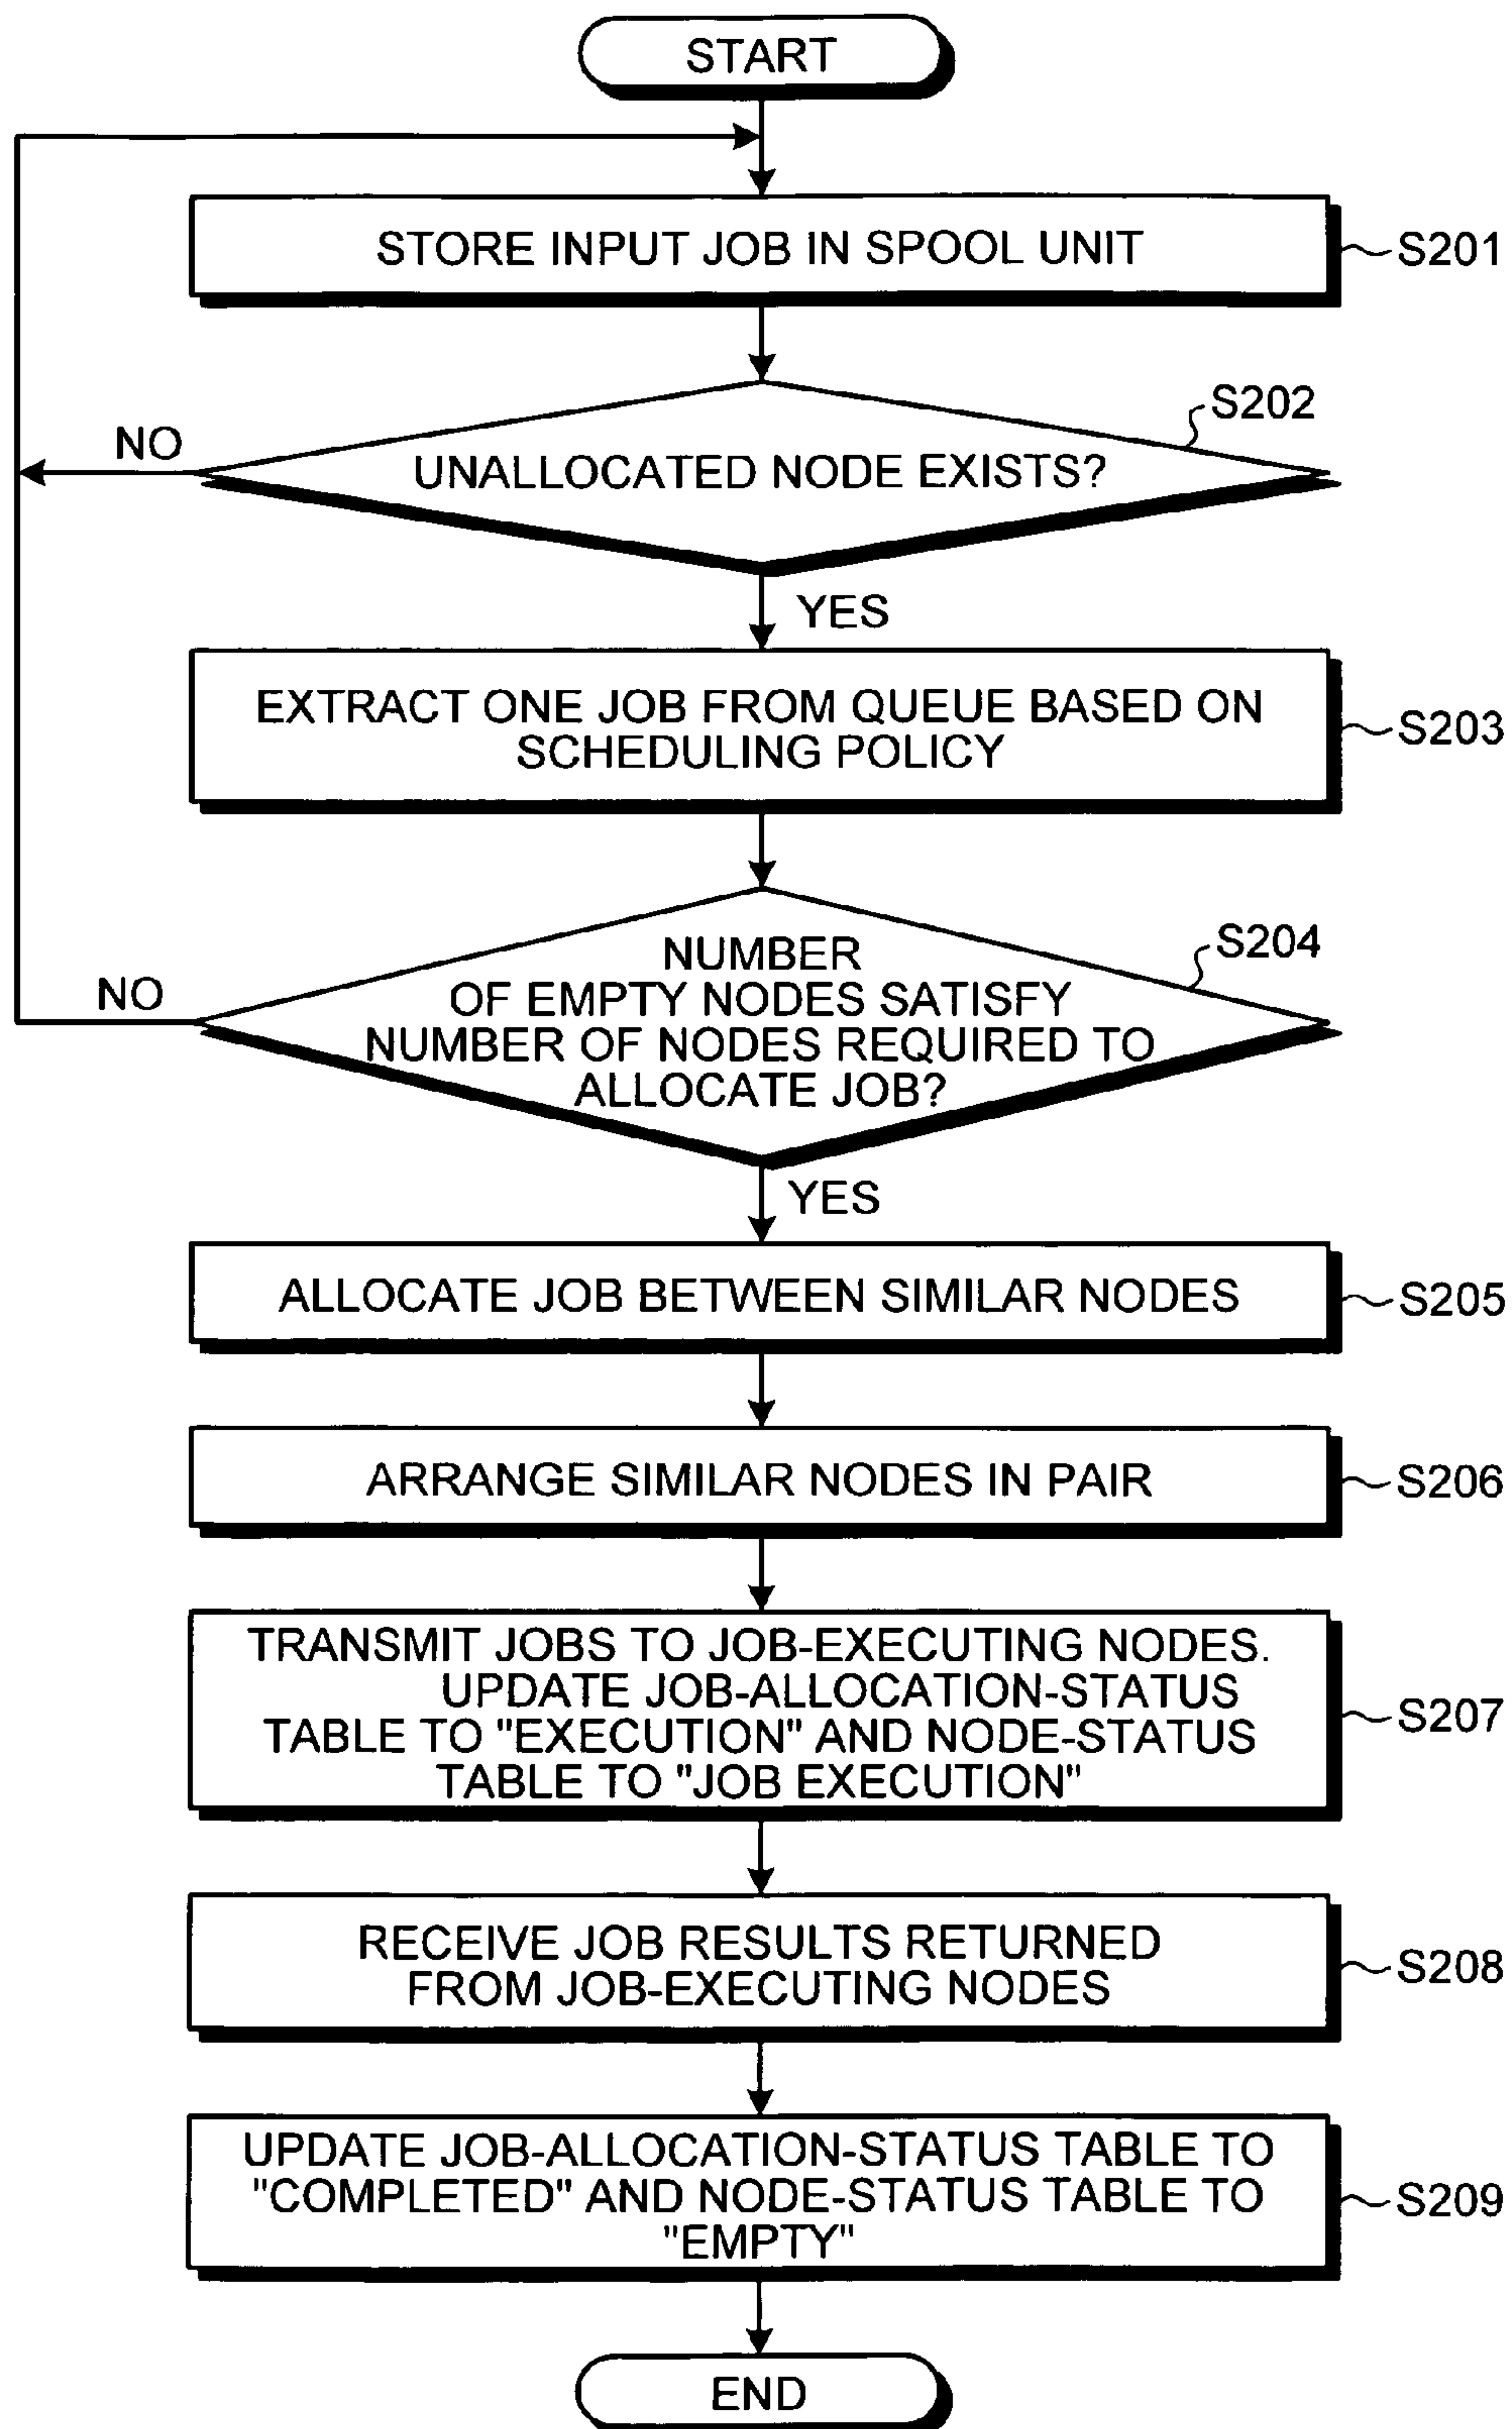 START
STORE INPUT JOB IN SPOOL UNIT
S201
S202
NO
UNALLOCATED NODE EXISTS?
YES
EXTRACT ONE JOB FROM QUEUE BASED ON
SCHEDULING POLICY
S203
S204
NO
NUMBER
OF EMPTY NODES SATISFY
NUMBER OF NODES REQUIRED TO
ALLOCATE JOB?
YES
ALLOCATE JOB BETWEEN SIMILAR NODES
S205
ARRANGE SIMILAR NODES IN PAIR
S206
TRANSMIT JOBS TO JOB-EXECUTING NODES.
UPDATE JOB-ALLOCATION-STATUS
TABLE TO "EXECUTION" AND NODE-STATUS
TABLE TO "JOB EXECUTION"
S207
RECEIVE JOB RESULTS RETURNED
FROM JOB-EXECUTING NODES
S208
UPDATE JOB-ALLOCATION-STATUS TABLE TO
"COMPLETED" AND NODE-STATUS TABLE TO
"EMPTY"
S209
END